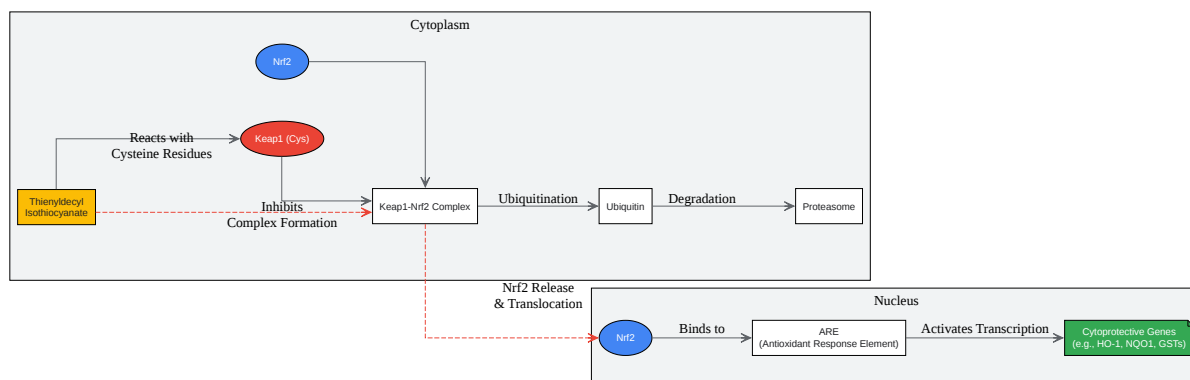 Cytoplasm
Nrf2
Reacts with
Cysteine Residues
Keap1 (Cys)
Thienyldecyl
Isothiocyanate
Inhibits
Complex Formation
Keap1-Nrf2 Complex
Ubiquitination
Ubiquitin
Degradation
Proteasome
Nrf2 Release
& Translocation
Nucleus
Nrf2
Binds to
ARE
(Antioxidant Response Element)
Activates Transcription
Cytoprotective Genes
(e.g., HO-1, NQO1, GSTs)